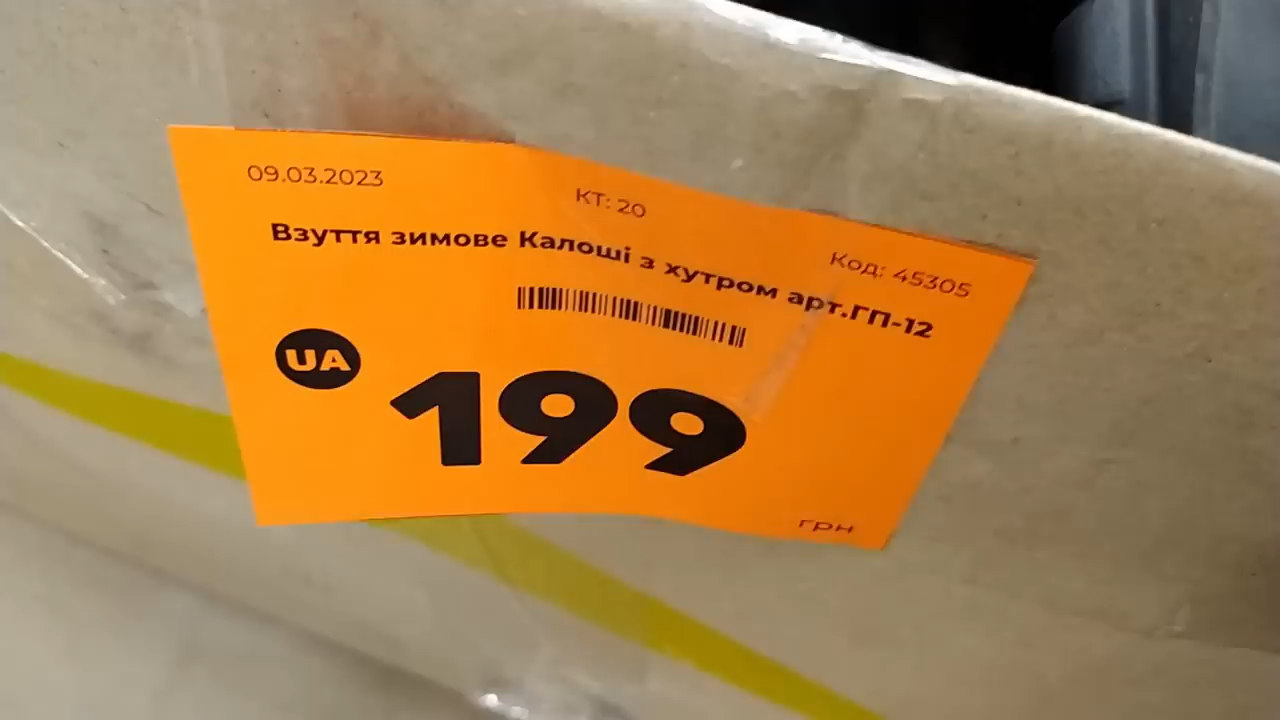 09.03.2023
КТ: 20
Код: 45305
Взуття зимове Калоші з хутром арт.ГП-12
UA
199
грн